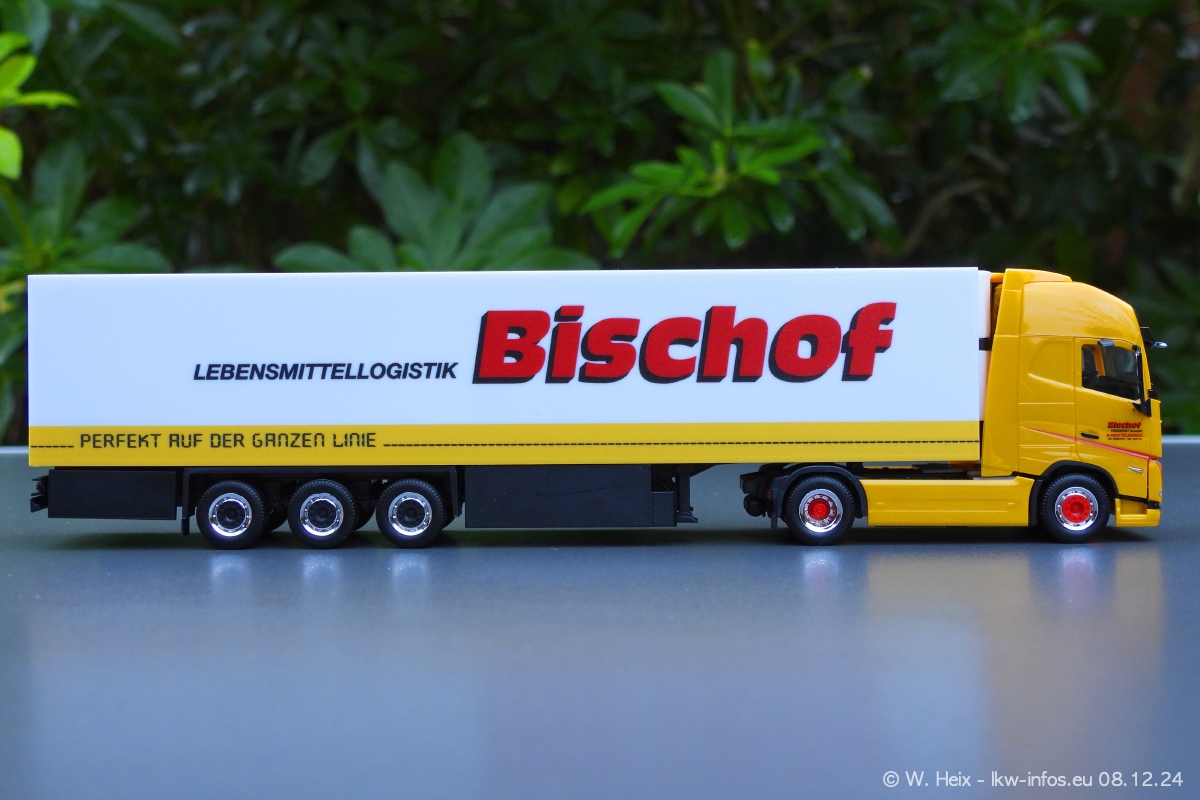 Bischof
LEBENSMITTELLOGISTIK
PERFEKT AUF DER GANZEN LINIE
Bischof
© W. Heix - lkw-infos.eu 08.12.24